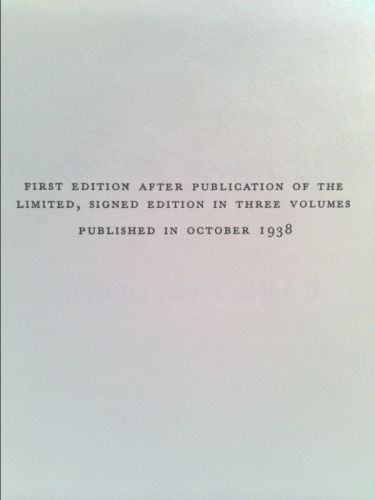 FIRST EDITION AFTER PUBLICATION OF THE
LIMITED, SIGNED EDITION IN THREE VOLUMES
PUBLISHED IN OCTOBER 1938